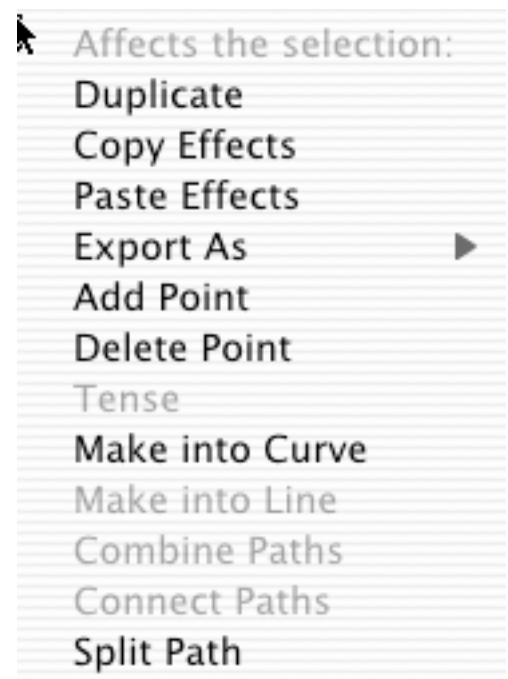 Affects the selection:
Duplicate
Copy Effects
Paste Effects
Export As
Add Point
Delete Point
Tense
Make into Curve
Make into Line
Combine Paths
Connect Paths
Split Path